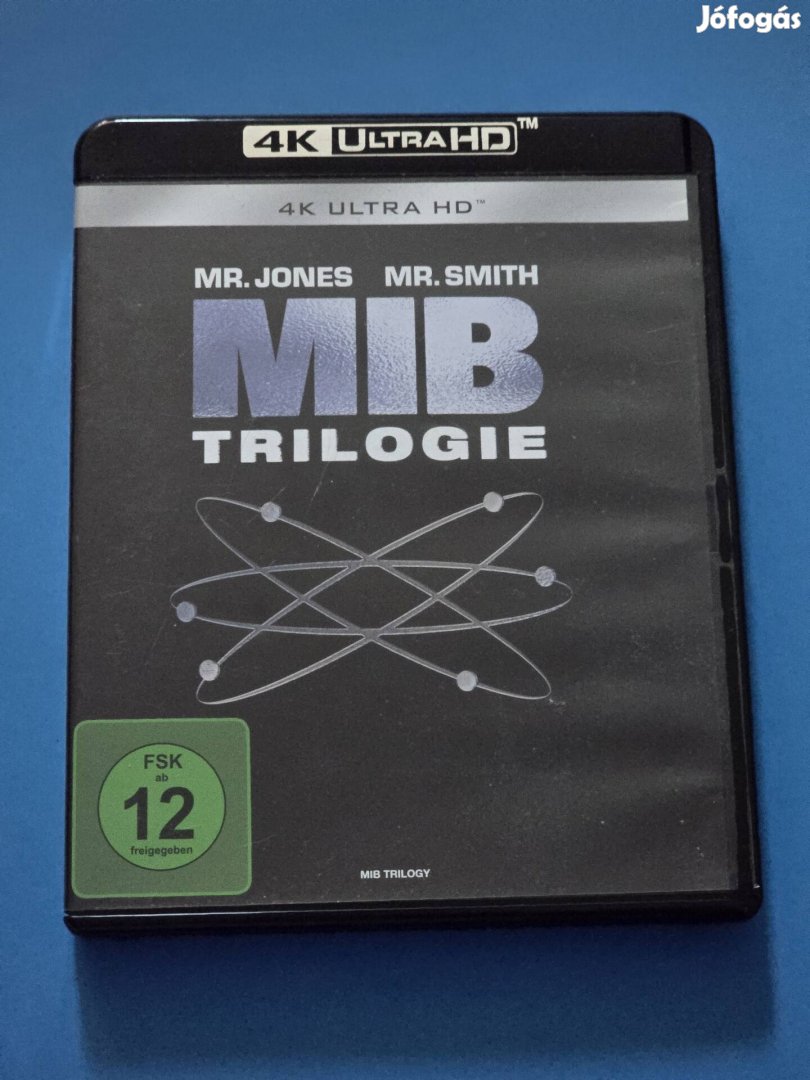 Jófogás
4K ULTRA HD™
4K ULTRA HD™
MR. JONES MR. SMITH
MIB
TRILOGIE
FSK
ab
12
freigegeben
MIB TRILOGY